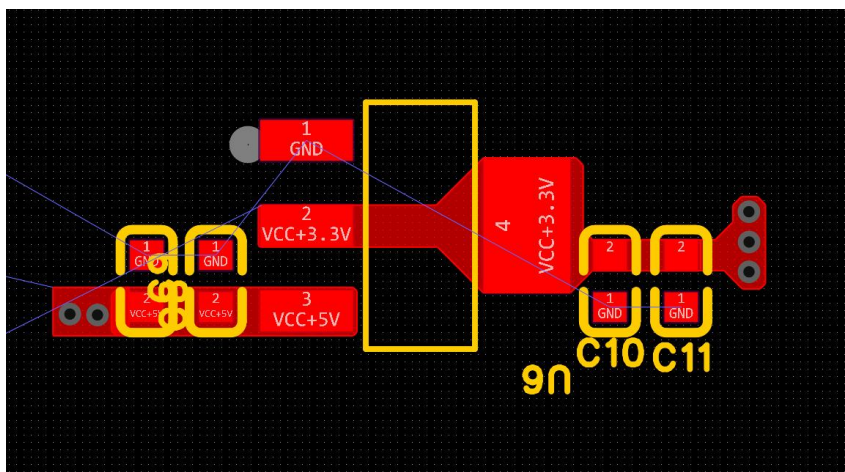 1
GND
2
VCC+3.3V
4
VCC+3.3V
1
GND
1
GND
2
2
2
VCC+5V
2
VCC+5V
3
VCC+5V
1
GND
1
GND
C10
C11
U6